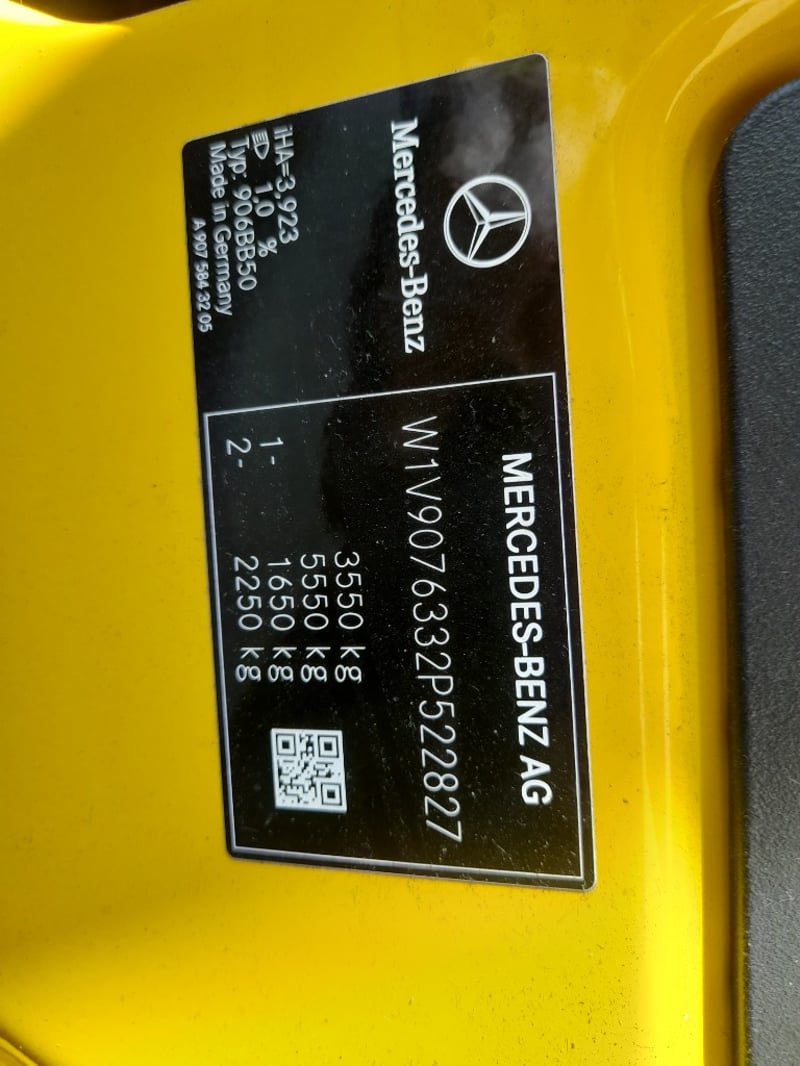 Mercedes-Benz
iHA=3,923
1,0 %
Typ: 906BB50
Made in Germany
A 907 584 32 05
MERCEDES-BENZ AG
W1V9076332P522827
3550 kg
5550 kg
1- 1650 kg
2- 2250 kg